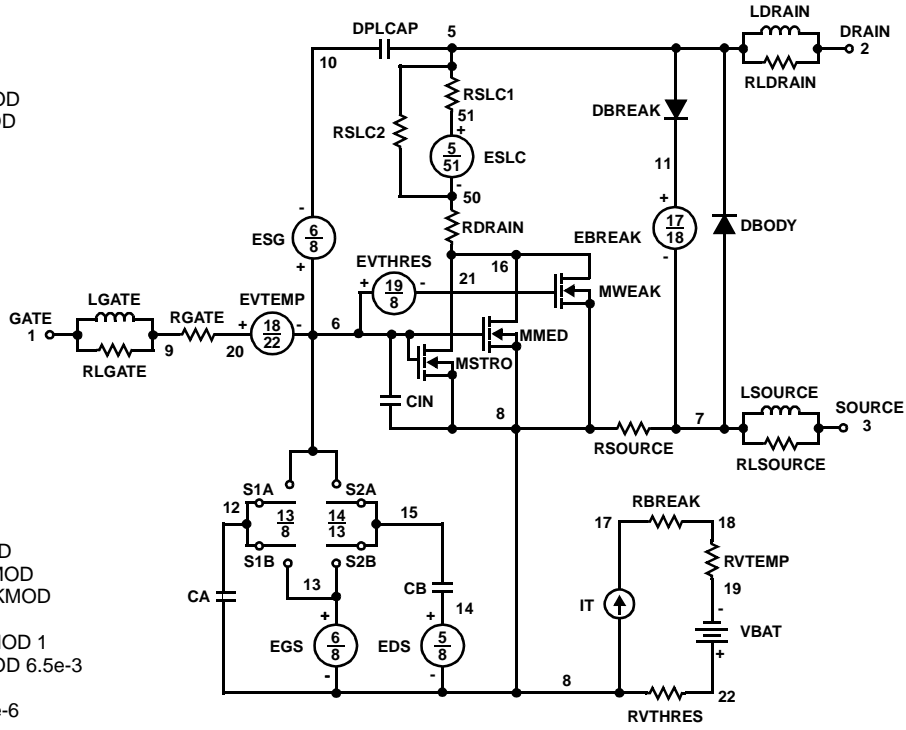 LDRAIN
DPLCAP 5 DRAIN
10 2
RLDRAIN
OD
OD
RSLC1
DBREAK
51
RSLC2
+
5
51
ESLC
11
-
50
+
-
17
18
RDRAIN
6
8
DBODY
ESG
EBREAK
+
EVTHRES
16
-
+ 19
8
-
21
MWEAK
LGATE
EVTEMP
GATE
1
RGATE
+ 18
22
-
6
MMED
9
20
RLGATE
MSTRO
LSOURCE
CIN
8
7
SOURCE
3
RSOURCE
RLSOURCE
S1A
S2A
12
13
8
14
13
15
RBREAK
17
18
S1B
S2B
RVTEMP
D
MOD
KMOD
13
CB
19
CA
14
IT
-
+
+
VBAT
MOD 1
OD 6.5e-3
EGS
6
8
EDS
5
8
+
-
-
8
22
e-6
RVTHRES